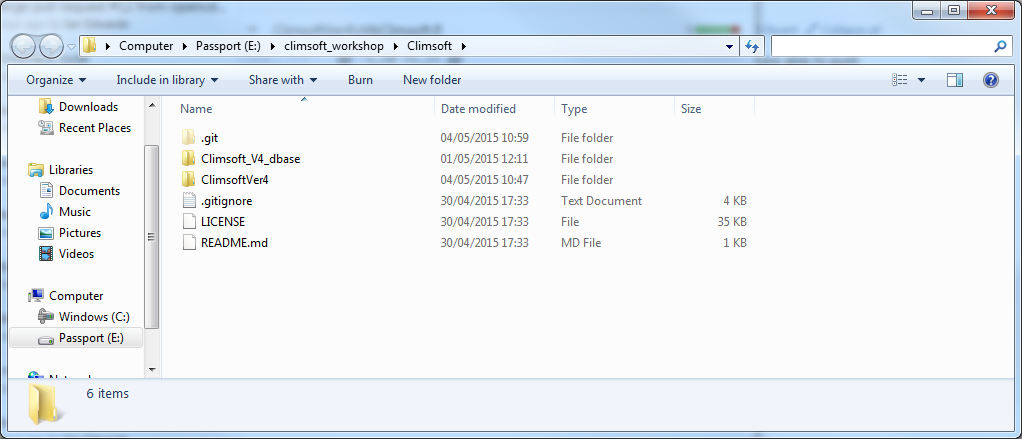 Computer Passport (E:) climsoft_workshop Climsoft
Organize Include in library Share with Burn New folder
Downloads
Recent Places
Libraries
Documents
Music
Pictures
Videos
Computer
Windows (C:)
Passport (E:)
Name Date modified Type Size
.git 04/05/2015 10:59 File folder
Climsoft_V4_dbase 01/05/2015 12:11 File folder
ClimsoftVer4 04/05/2015 10:47 File folder
.gitignore 30/04/2015 17:33 Text Document 4 KB
LICENSE 30/04/2015 17:33 File 35 KB
README.md 30/04/2015 17:33 MD File 1 KB
6 items